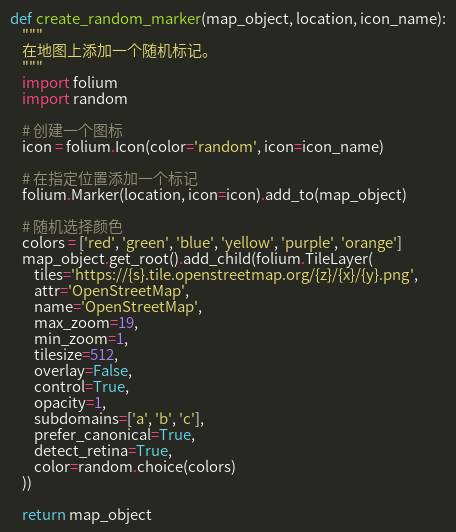 def create_random_marker(map_object, location, icon_name):
"""
在地图上添加一个随机标记。
"""
import folium
import random
# 创建一个图标
icon = folium.Icon(color='random', icon=icon_name)
# 在指定位置添加一个标记
folium.Marker(location, icon=icon).add_to(map_object)
# 随机选择颜色
colors = ['red', 'green', 'blue', 'yellow', 'purple', 'orange']
map_object.get_root().add_child(folium.TileLayer(
tiles='https://{s}.tile.openstreetmap.org/{z}/{x}/{y}.png',
attr='OpenStreetMap',
name='OpenStreetMap',
max_zoom=19,
min_zoom=1,
tilesize=512,
overlay=False,
control=True,
opacity=1,
subdomains=['a', 'b', 'c'],
prefer_canonical=True,
detect_retina=True,
color=random.choice(colors)
))
return map_object